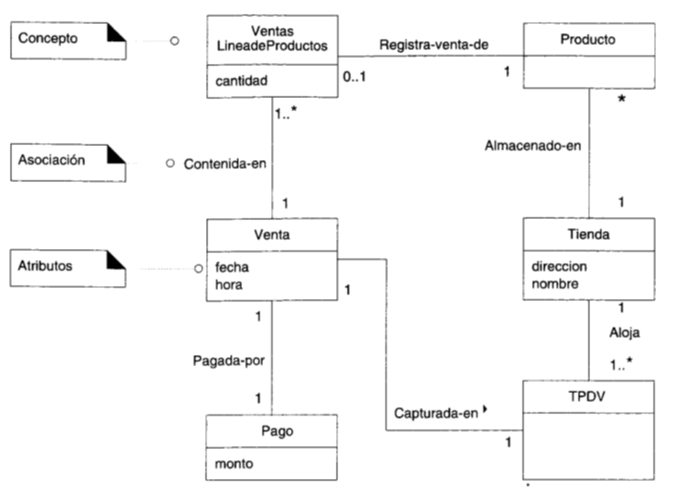 Concepto
Ventas
LineadeProductos
cantidad
0..1
Registra-venta-de
1
Producto
*
1..*
Asociación
Contenida-en
Almacenado-en
1
1
Atributos
Venta
fecha
hora
1
1
Tienda
direccion
nombre
1
Pagada-por
Aloja
1..*
1
Capturada-en
1
Pago
monto
TPDV